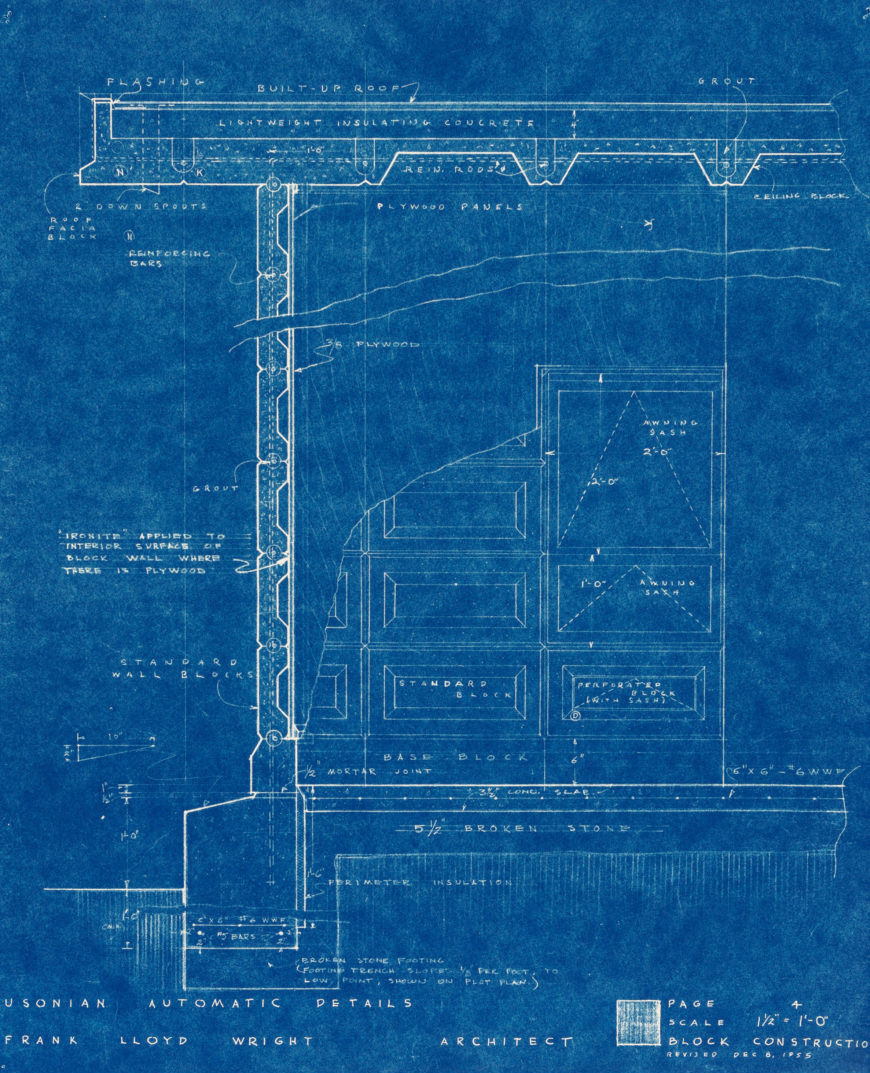 FLASHING
BUILT-UP ROOF
GROUT
LIGHTWEIGHT INSULATING CONCRETE
1'-6"
N
K
REIN. RODS
CEILING BLOCK
2 DOWN SPOUTS
PLYWOOD PANELS
ROOF
FACIA
BLOCK
N
REINFORCING
BARS
3/8 PLYWOOD
AWNING
SASH
2'-0"
2'-0"
GROUT
"IRONITE" APPLIED TO
INTERIOR SURFACE OF
BLOCK WALL WHERE
THERE IS PLYWOOD
1'-0"
AWNING
SASH
STANDARD
WALL BLOCKS
STANDARD
BLOCK
PERFORATED
BLOCK
(WITH SASH)
10"
BASE BLOCK
6"
1/2" MORTAR JOINT
6" X 6" - #6 WWF
CONC. SLAB
1'-0"
5 1/2" BROKEN STONE
1'-6"
PERIMETER INSULATION
1'-0"
6" X 6" #6 WWF
BARS
BROKEN STONE FOOTING
(FOOTING TRENCH SLOPE 1/8 PER FOOT, TO
LOW POINT, SHOWN ON PLOT PLAN.)
USONIAN AUTOMATIC DETAILS
PAGE 4
SCALE 1 1/2" = 1'-0"
FRANK LLOYD WRIGHT ARCHITECT
BLOCK CONSTRUCTIO
REVISED DEC 8, 1955